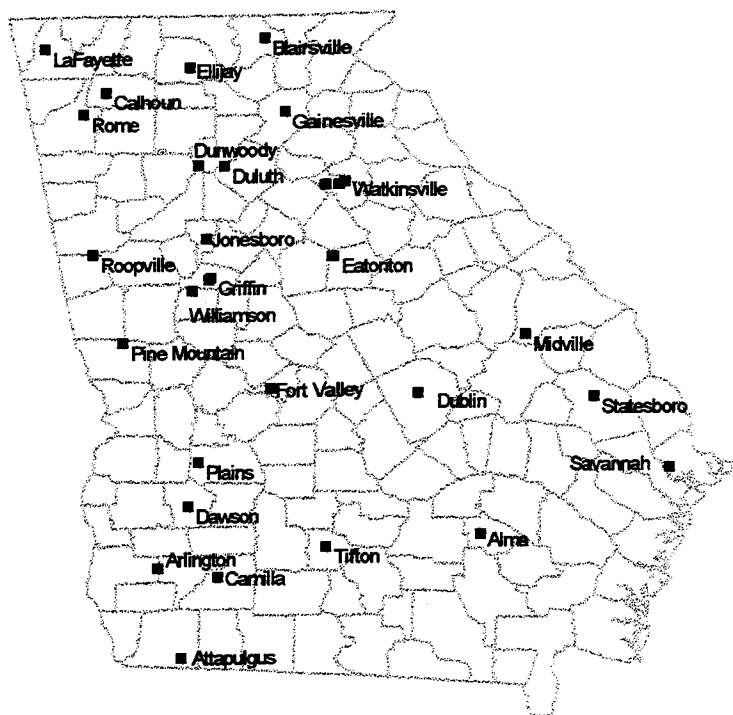 Blairsville
LaFayette
Ellijay
Calhoun
Gainesville
Rome
Dunwoody
Duluth
Watkinsville
Jonesboro
Roopville
Eatonton
Griffin
Williamson
Midville
Pine Mountain
Fort Valley
Dublin
Statesboro
Savannah
Plains
Dawson
Alma
Tifton
Arlington
Camilla
Attapulgus